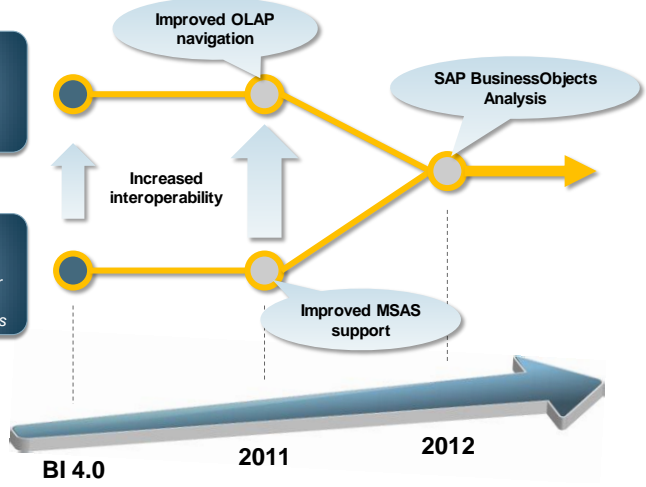 Improved OLAP
navigation
SAP BusinessObjects
Analysis
Increased
interoperability
Improved MSAS
support
BI 4.0
2011
2012